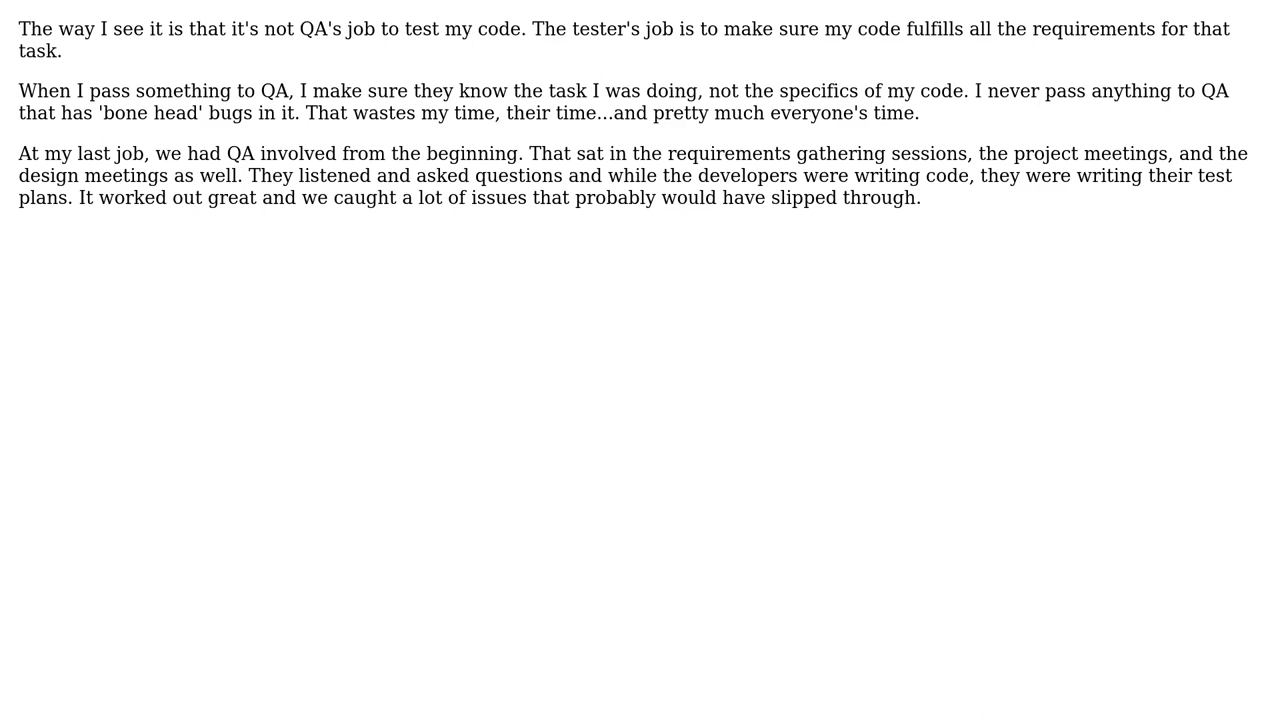 The way I see it is that it's not QA's job to test my code. The tester's job is to make sure my code fulfills all the requirements for that
task.
When I pass something to QA, I make sure they know the task I was doing, not the specifics of my code. I never pass anything to QA
that has 'bone head' bugs in it. That wastes my time, their time...and pretty much everyone's time.
At my last job, we had QA involved from the beginning. That sat in the requirements gathering sessions, the project meetings, and the
design meetings as well. They listened and asked questions and while the developers were writing code, they were writing their test
plans. It worked out great and we caught a lot of issues that probably would have slipped through.